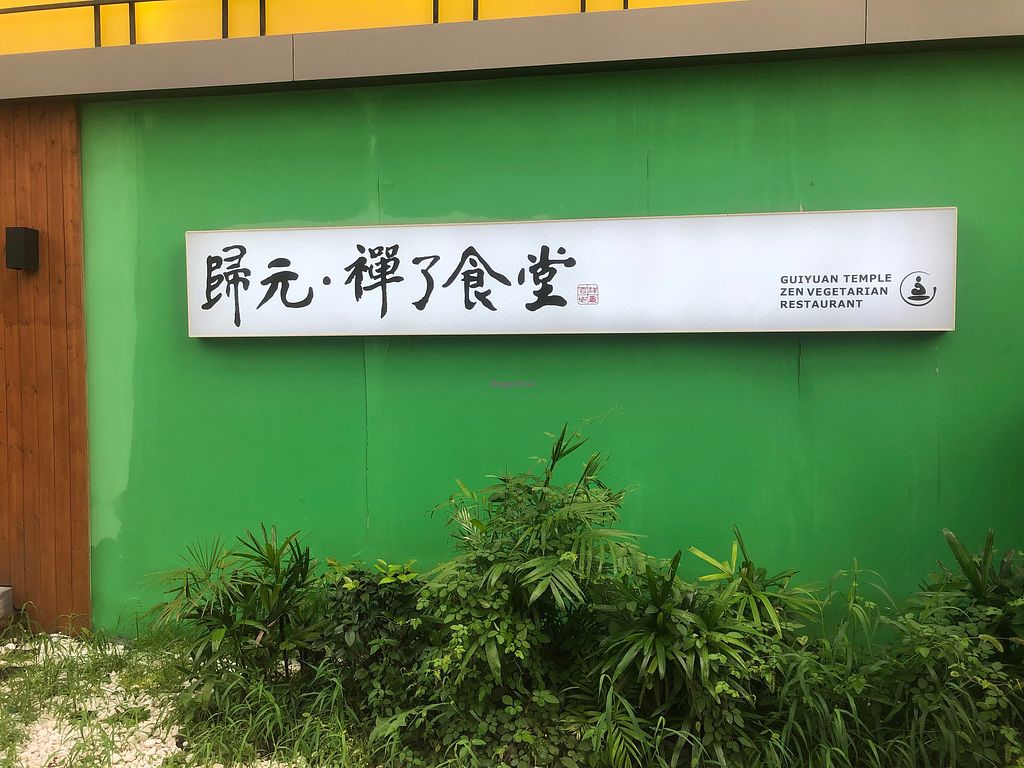 歸元·禪了食堂
GUIYUAN TEMPLE
ZEN VEGETARIAN
RESTAURANT